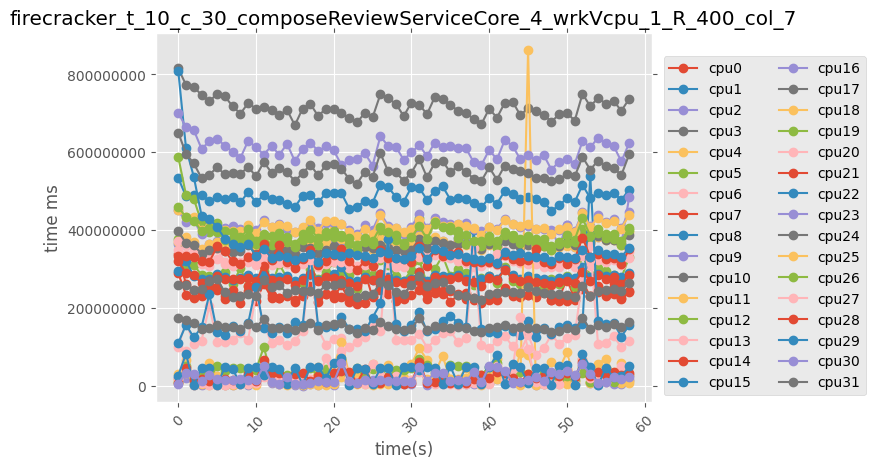 firecracker_t_10_c_30_composeReviewServiceCore_4_wrkVcpu_1_R_400_col_7
800000000
600000000
400000000
200000000
0
time ms
0 10 20 30 40 50 60
time(s)
cpu0 cpu16
cpu1 cpu17
cpu2 cpu18
cpu3 cpu19
cpu4 cpu20
cpu5 cpu21
cpu6 cpu22
cpu7 cpu23
cpu8 cpu24
cpu9 cpu25
cpu10 cpu26
cpu11 cpu27
cpu12 cpu28
cpu13 cpu29
cpu14 cpu30
cpu15 cpu31